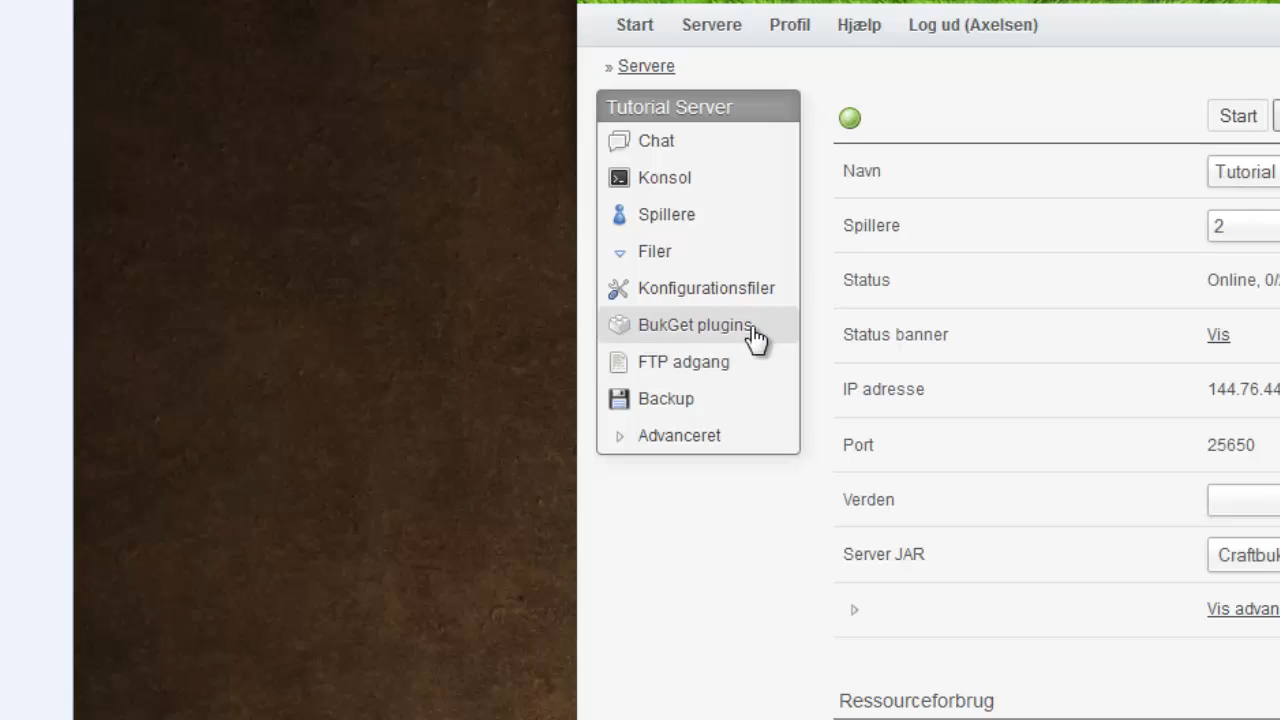 Start Servere Profil Hjælp Log ud (Axelsen)
» Servere
Tutorial Server
Chat
Konsol
Spillere
Filer
Konfigurationsfiler
BukGet plugins
FTP adgang
Backup
Advanceret
Start
Navn Tutorial
Spillere 2
Status Online, 0/
Status banner Vis
IP adresse 144.76.44
Port 25650
Verden
Server JAR Craftbuk
Vis advan
Ressourceforbrug